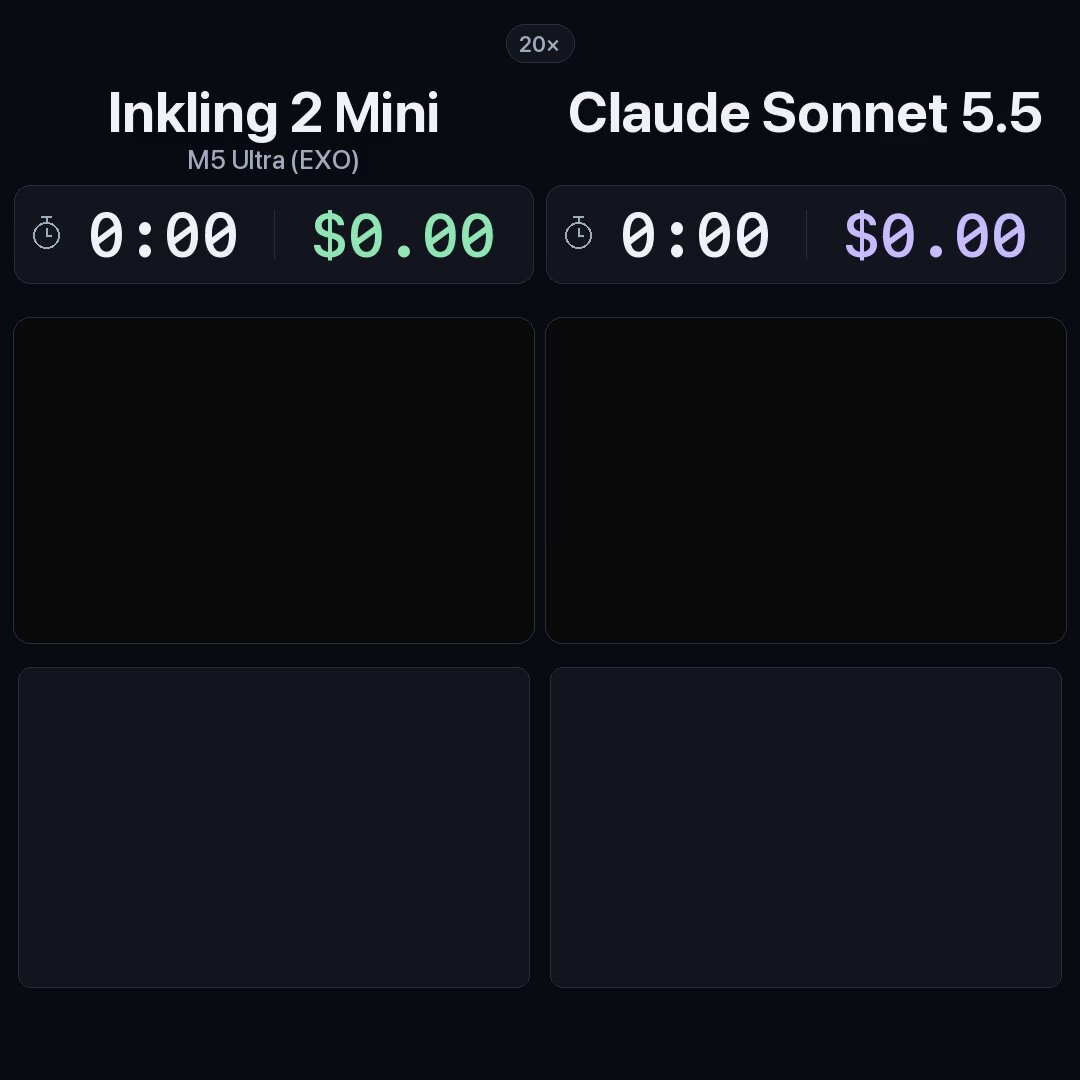 20×
Inkling 2 Mini
M5 Ultra (EXO)
0:00 $0.00
Claude Sonnet 5.5
0:00 $0.00